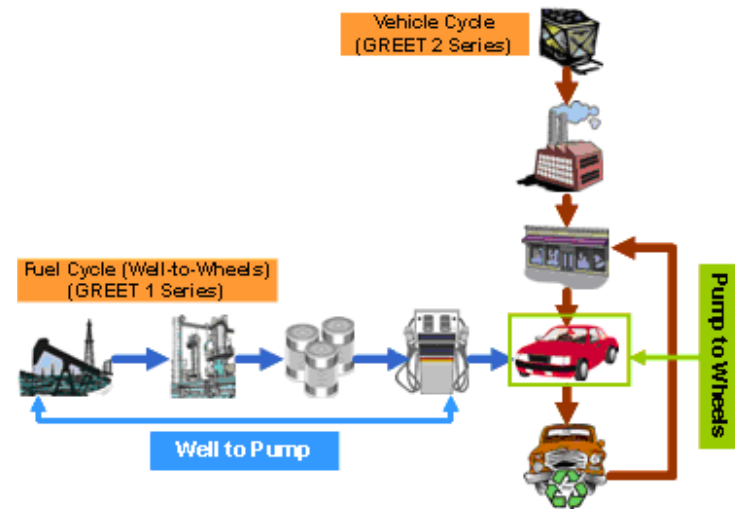 Vehicle Cycle
(GREET 2 Series)
Fuel Cycle (Well-to-Wheels)
(GREET 1 Series)
Pump to Wheels
Well to Pump